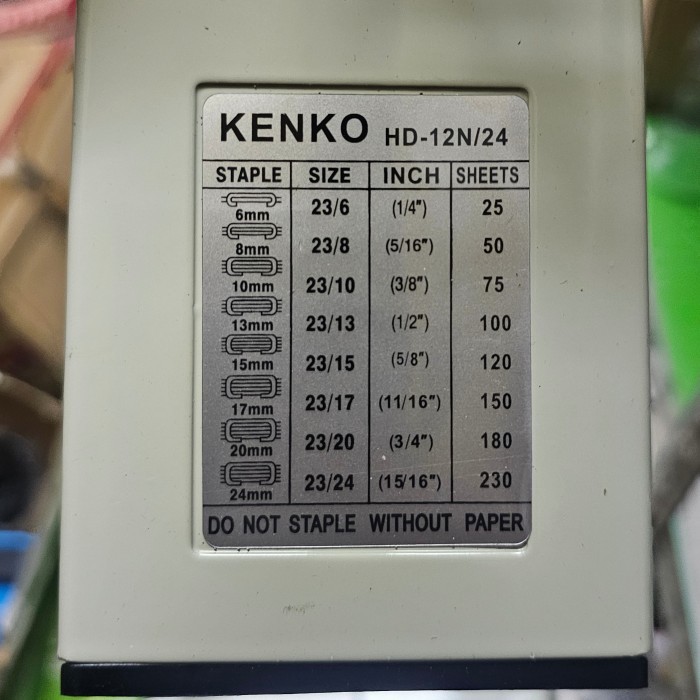 KENKO HD-12N/24
STAPLE SIZE INCH SHEETS
6mm 23/6 (1/4") 25
8mm 23/8 (5/16") 50
10mm 23/10 (3/8") 75
13mm 23/13 (1/2") 100
15mm 23/15 (5/8") 120
17mm 23/17 (11/16") 150
20mm 23/20 (3/4") 180
24mm 23/24 (15/16") 230
DO NOT STAPLE WITHOUT PAPER